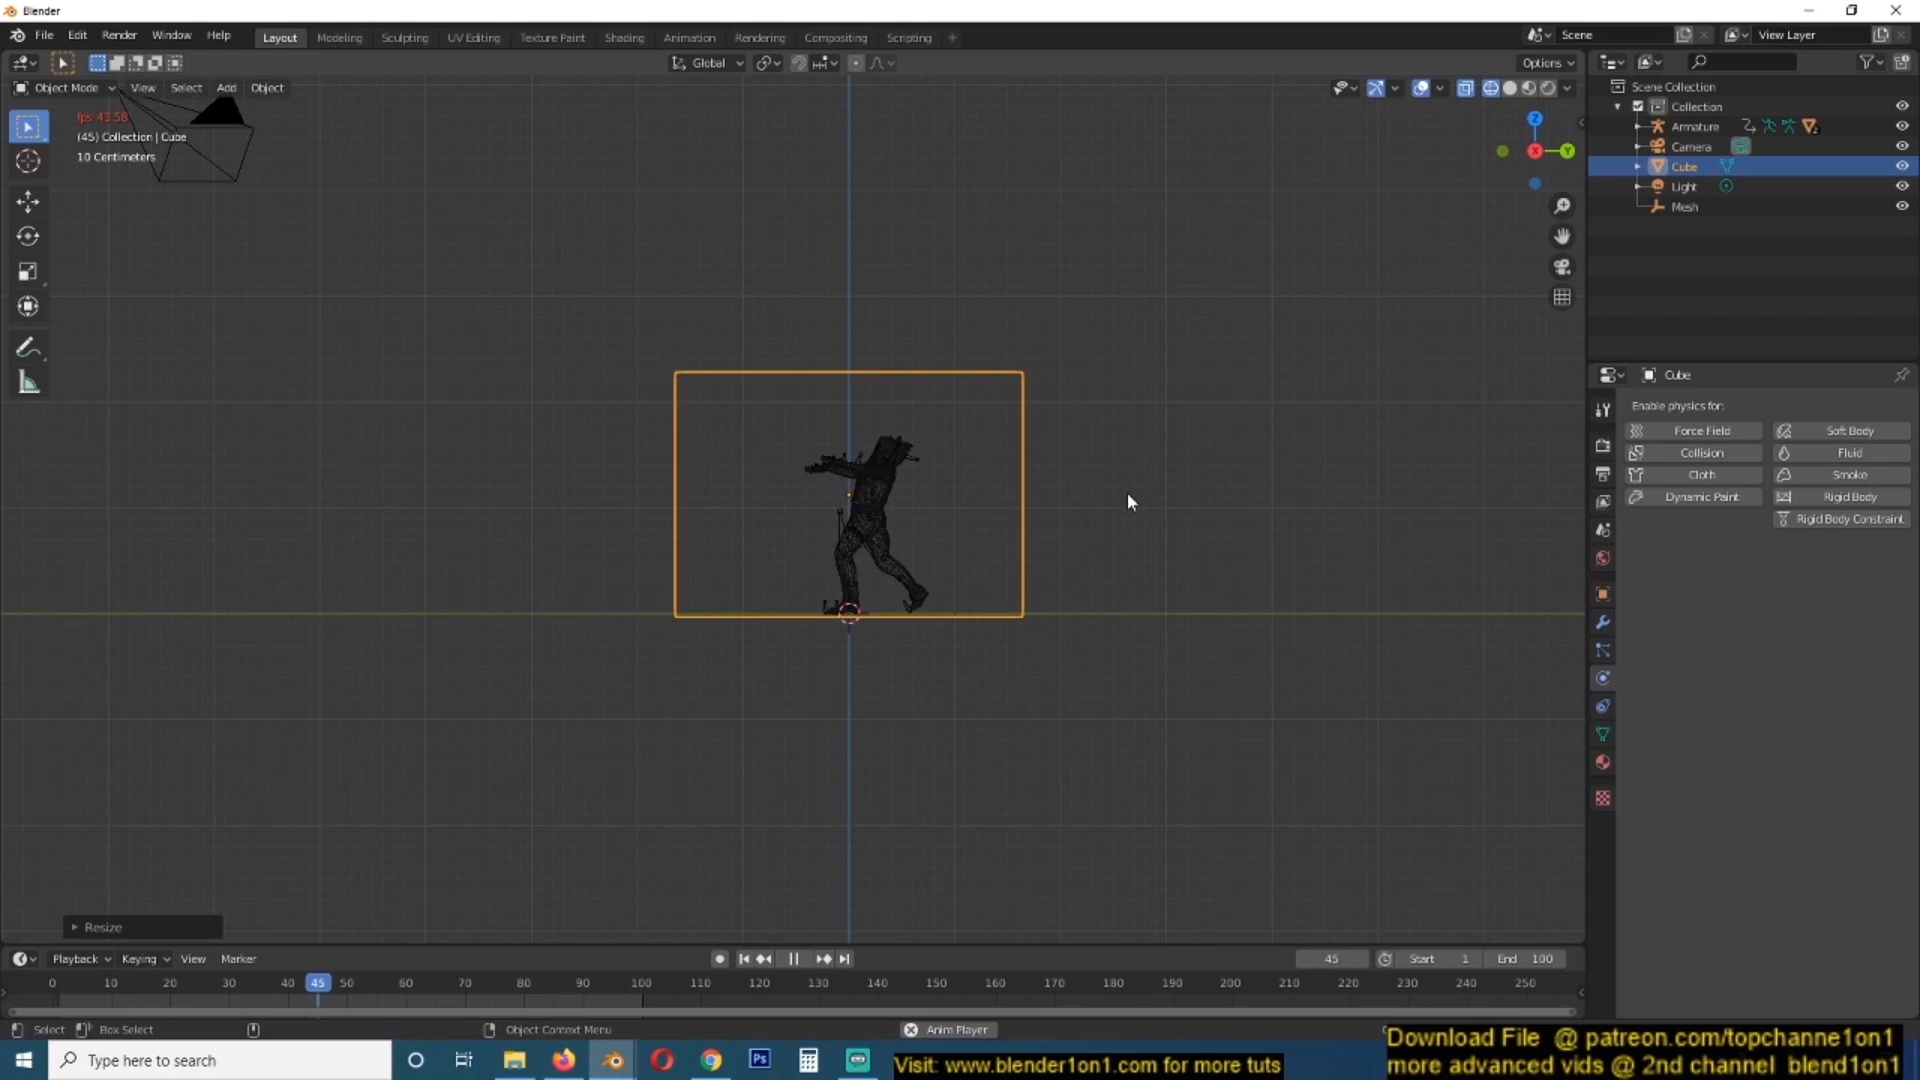 Blender
File Edit Render Window Help Layout Modeling Sculpting UV Editing Texture Paint Shading Animation Rendering Compositing Scripting + Scene View Layer
Global Options
Object Mode View Select Add Object
fps: 43.58
(45) Collection | Cube
10 Centimeters
Z
X
Y
Scene Collection
Collection
Armature
Camera
Cube
Light
Mesh
Cube
Enable physics for:
Force Field Soft Body
Collision Fluid
Cloth Smoke
Dynamic Paint Rigid Body
Rigid Body Constraint
Resize
Playback Keying View Marker 45 Start 1 End 100
0 10 20 30 40 45 50 60 70 80 90 100 110 120 130 140 150 160 170 180 190 200 210 220 230 240 250
Select Box Select Object Context Menu Anim Player
Type here to search
Ps
Visit: www.blender1on1.com for more tuts
Download File @ patreon.com/topchanne1on1
more advanced vids @ 2nd channel blend1on1